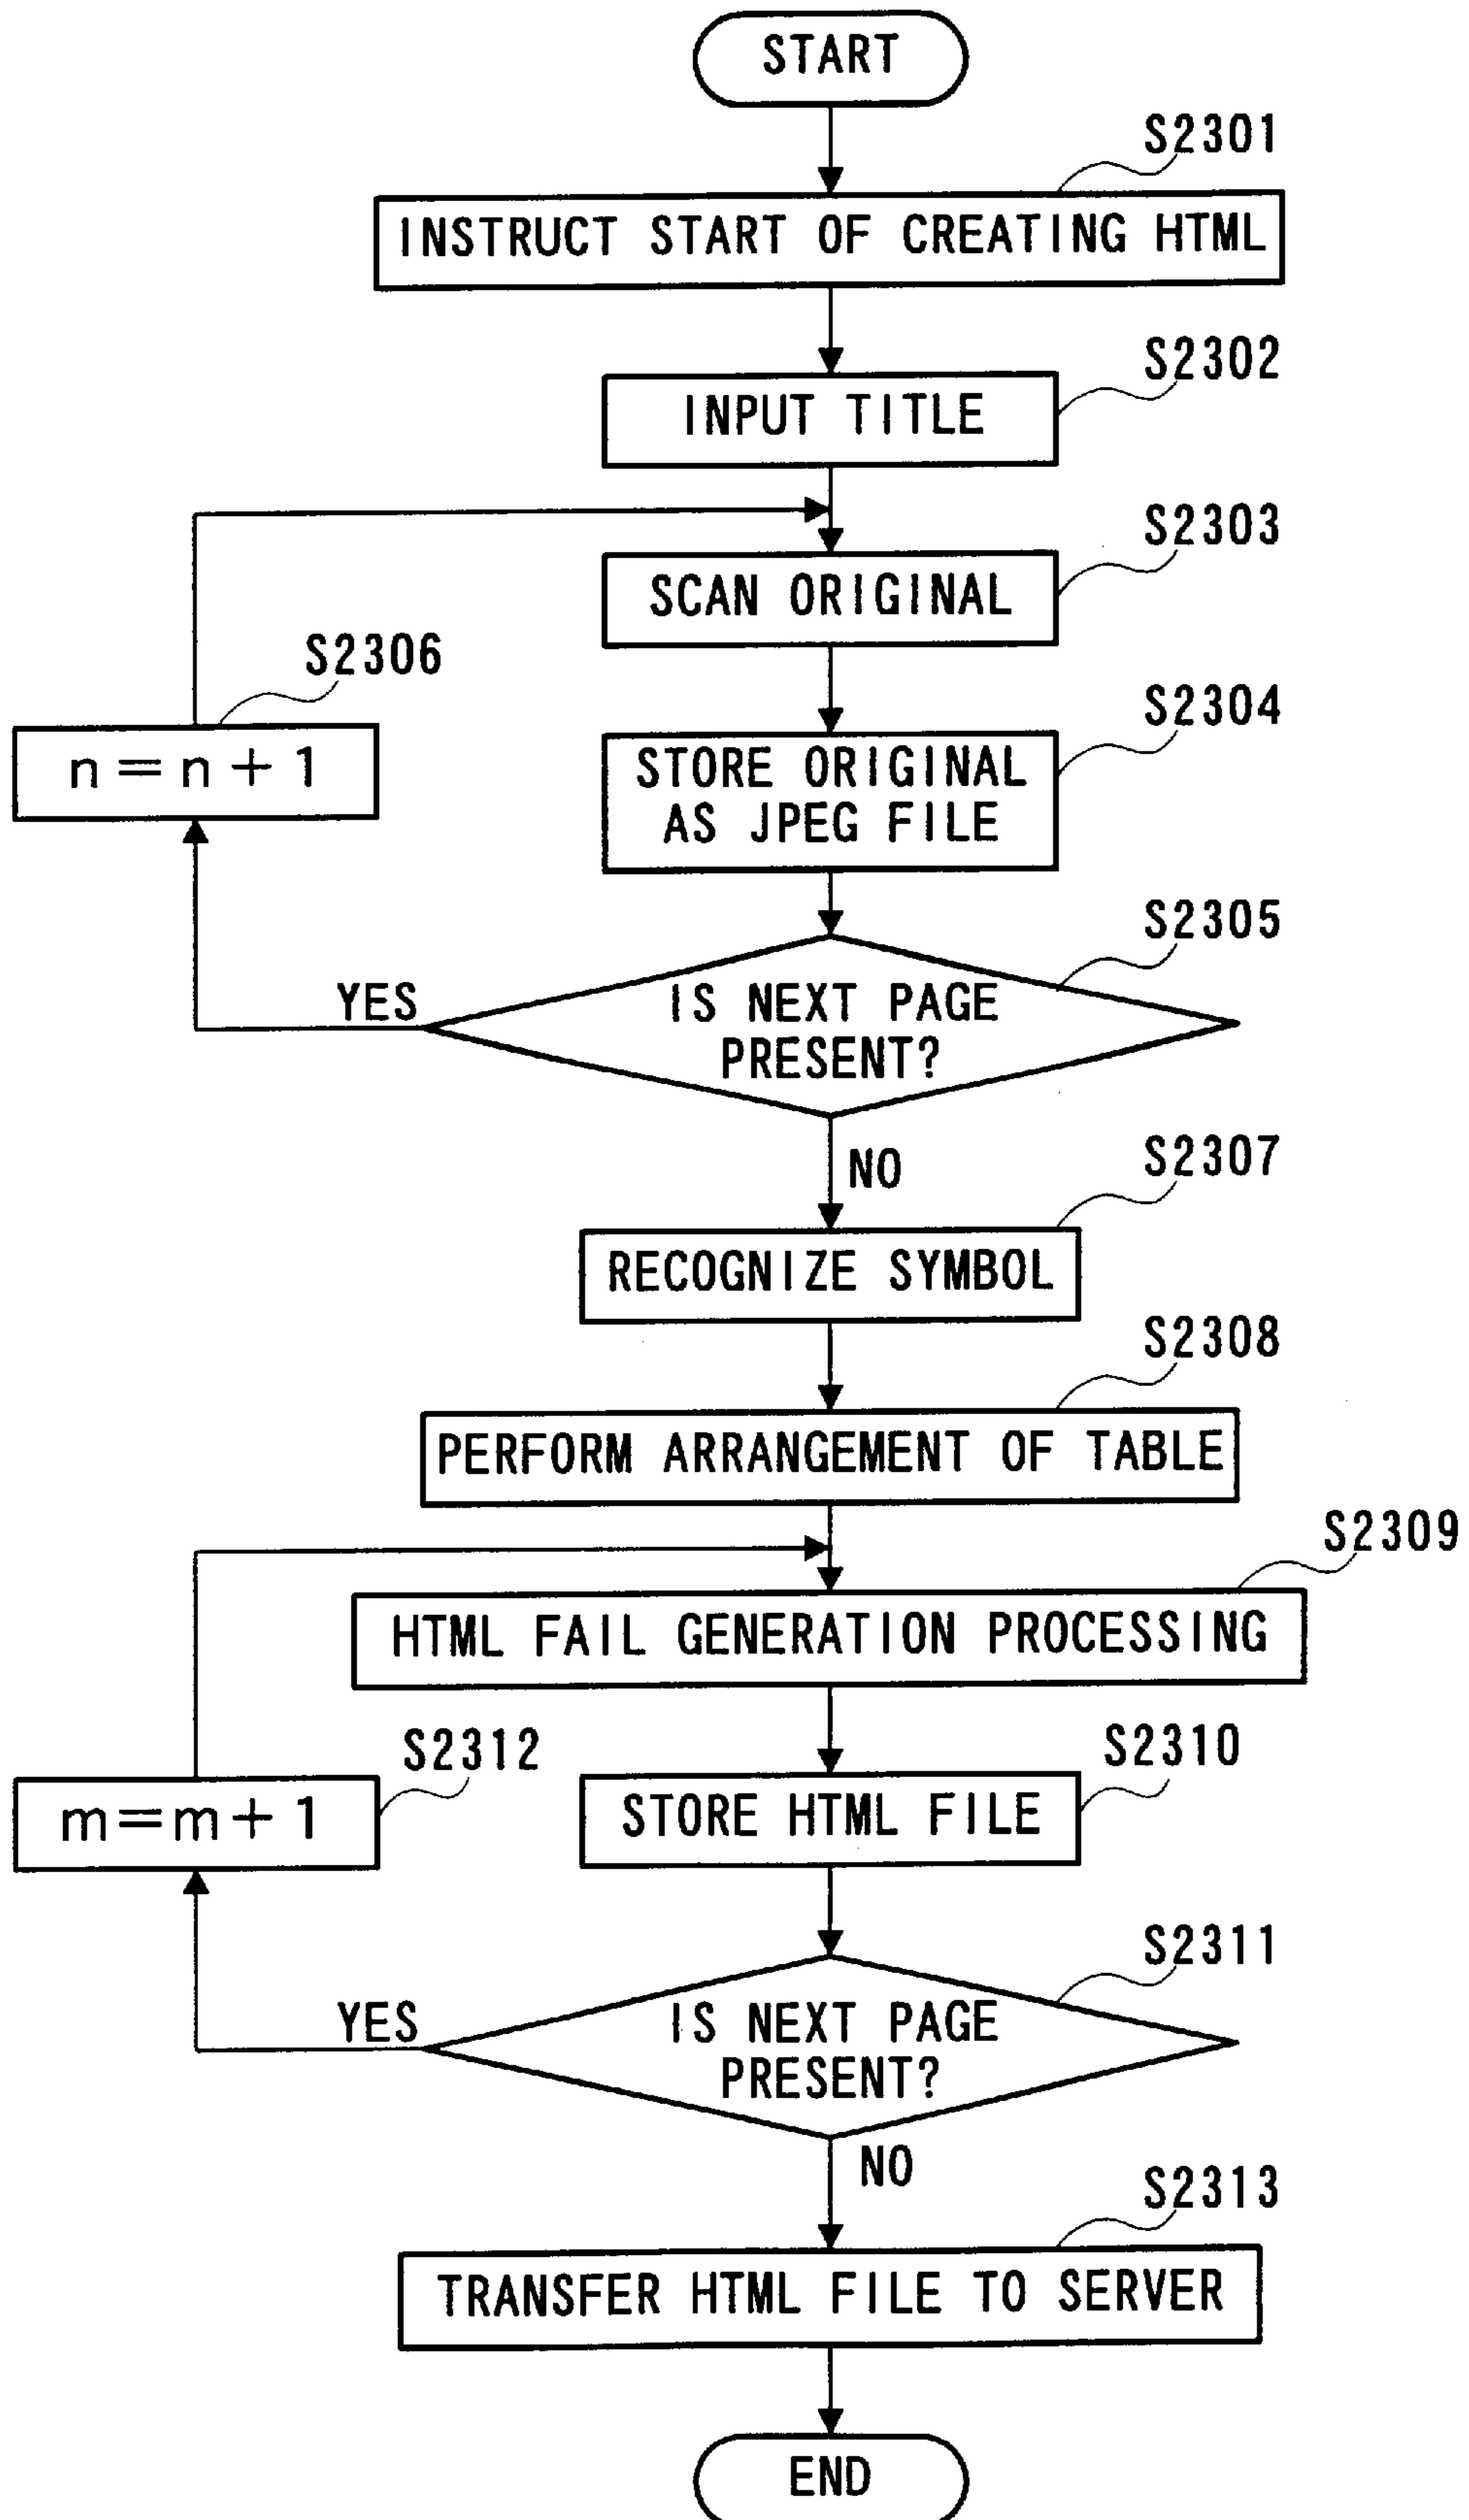 START
S2301
INSTRUCT START OF CREATING HTML
S2302
INPUT TITLE
S2303
SCAN ORIGINAL
S2306
n=n+1
S2304
STORE ORIGINAL
AS JPEG FILE
S2305
YES
IS NEXT PAGE
PRESENT?
NO
S2307
RECOGNIZE SYMBOL
S2308
PERFORM ARRANGEMENT OF TABLE
S2309
HTML FAIL GENERATION PROCESSING
S2312
m=m+1
S2310
STORE HTML FILE
S2311
YES
IS NEXT PAGE
PRESENT?
NO
S2313
TRANSFER HTML FILE TO SERVER
END